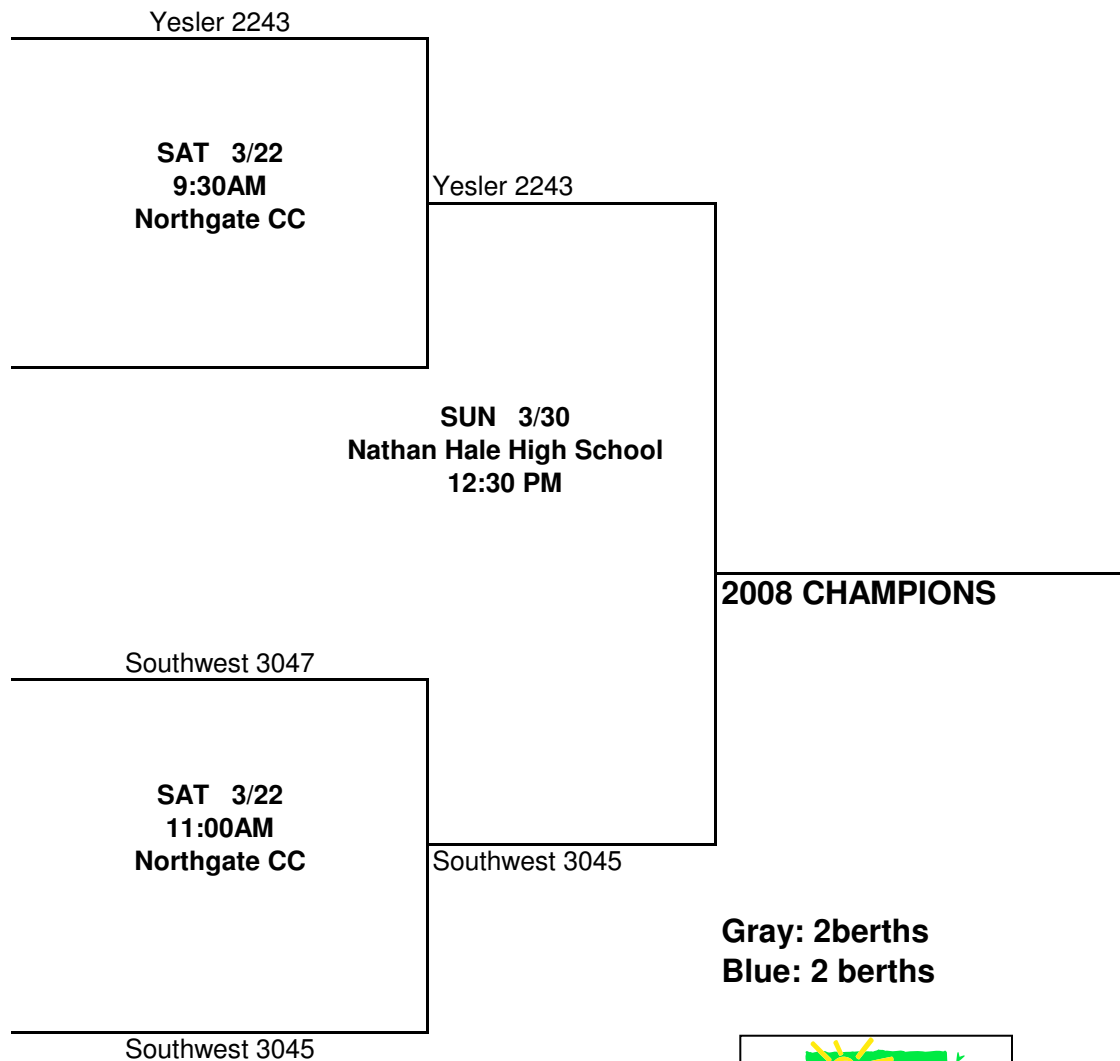 Yesler 2243
SAT 3/22
9:30AM
Northgate CC
Yesler 2243
SUN 3/30
Nathan Hale High School
12:30 PM
2008 CHAMPIONS
Southwest 3047
SAT 3/22
11:00AM
Northgate CC
Southwest 3045
Gray: 2berths
Blue: 2 berths
Southwest 3045